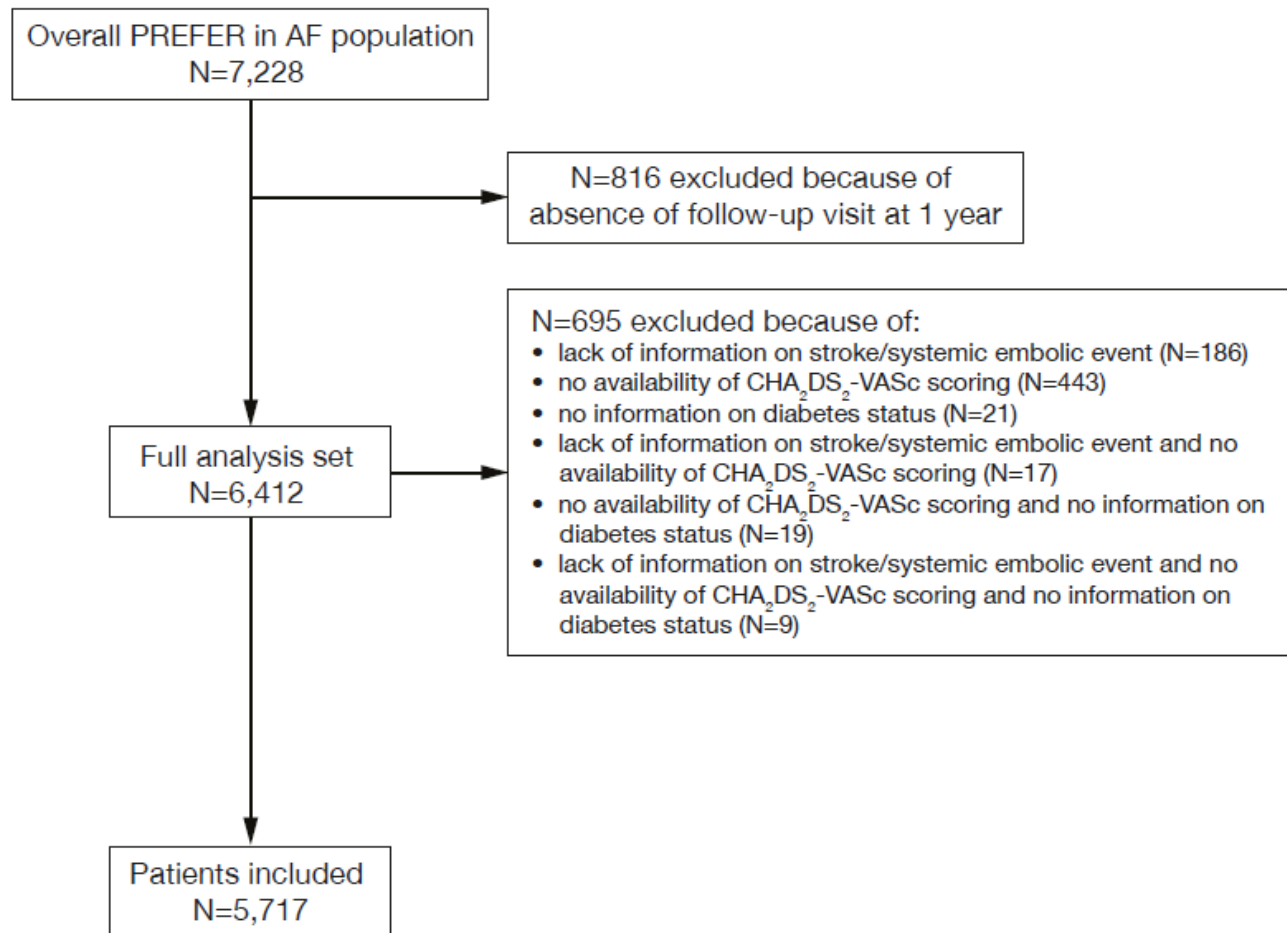 Overall PREFER in AF population
N=7,228
N=816 excluded because of
absence of follow-up visit at 1 year
N=695 excluded because of:
• lack of information on stroke/systemic embolic event (N=186)
• no availability of CHA₂DS₂-VASc scoring (N=443)
• no information on diabetes status (N=21)
• lack of information on stroke/systemic embolic event and no
availability of CHA₂DS₂-VASc scoring (N=17)
• no availability of CHA₂DS₂-VASc scoring and no information on
diabetes status (N=19)
• lack of information on stroke/systemic embolic event and no
availability of CHA₂DS₂-VASc scoring and no information on
diabetes status (N=9)
Full analysis set
N=6,412
Patients included
N=5,717